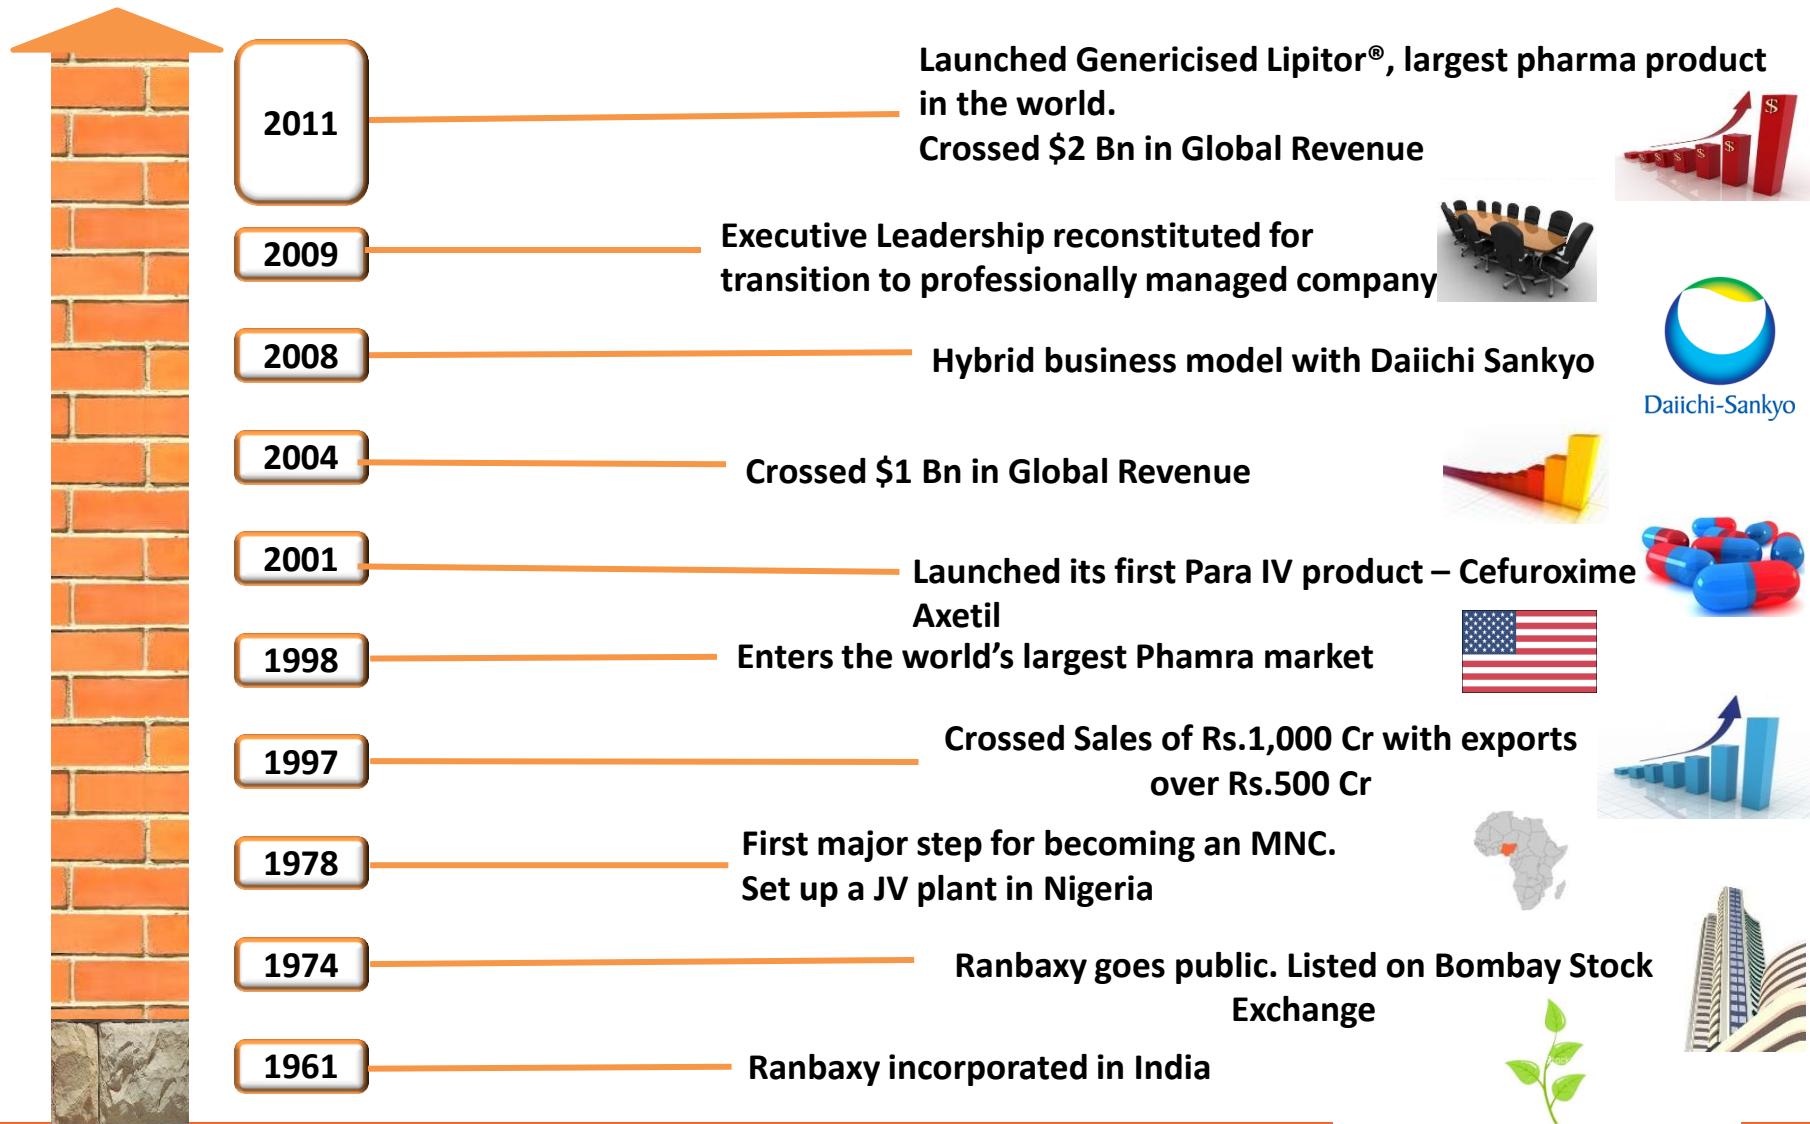 2011
Launched Genericised Lipitor®, largest pharma product
in the world.
Crossed $2 Bn in Global Revenue
2009
Executive Leadership reconstituted for
transition to professionally managed company
2008
Hybrid business model with Daiichi Sankyo
Daiichi-Sankyo
2004
Crossed $1 Bn in Global Revenue
2001
Launched its first Para IV product – Cefuroxime
Axetil
1998
Enters the world’s largest Phamra market
1997
Crossed Sales of Rs.1,000 Cr with exports
over Rs.500 Cr
1978
First major step for becoming an MNC.
Set up a JV plant in Nigeria
1974
Ranbaxy goes public. Listed on Bombay Stock
Exchange
1961
Ranbaxy incorporated in India